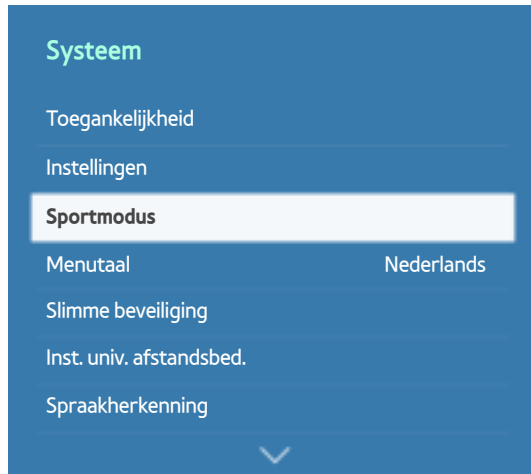 Systeem
Toegankelijkheid
Instellingen
Sportmodus
Menutaal Nederlands
Slimme beveiliging
Inst. univ. afstandsbed.
Spraakherkenning